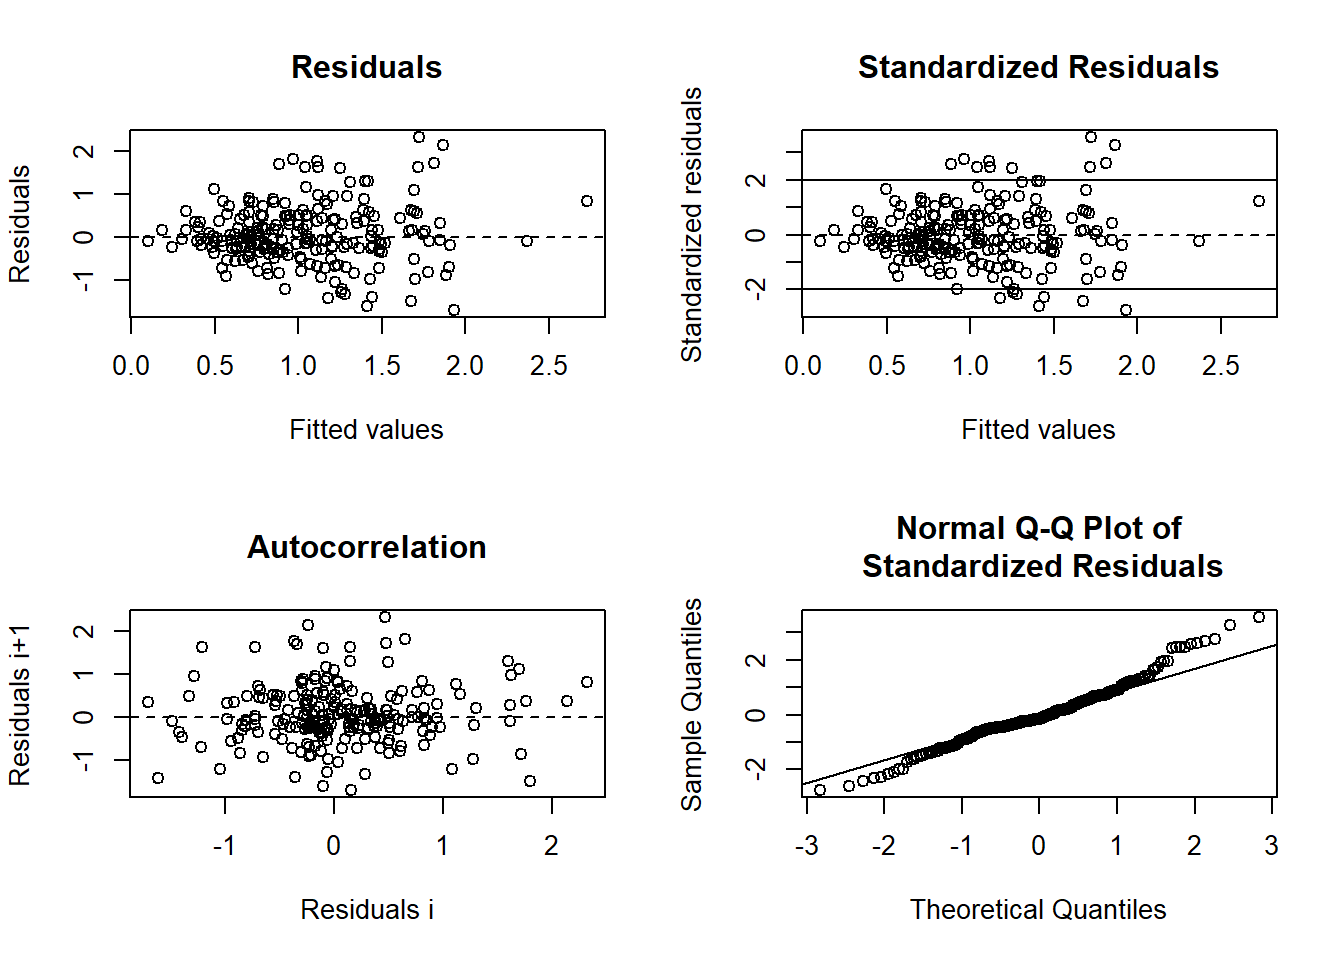 Residuals
Residuals
2
1
0
-1
0.0 0.5 1.0 1.5 2.0 2.5
Fitted values
Standardized Residuals
Standardized residuals
2
0
-2
0.0 0.5 1.0 1.5 2.0 2.5
Fitted values
Autocorrelation
Residuals i+1
2
1
0
-1
-1 0 1 2
Residuals i
Normal Q-Q Plot of
Standardized Residuals
Sample Quantiles
2
0
-2
-3 -2 -1 0 1 2 3
Theoretical Quantiles